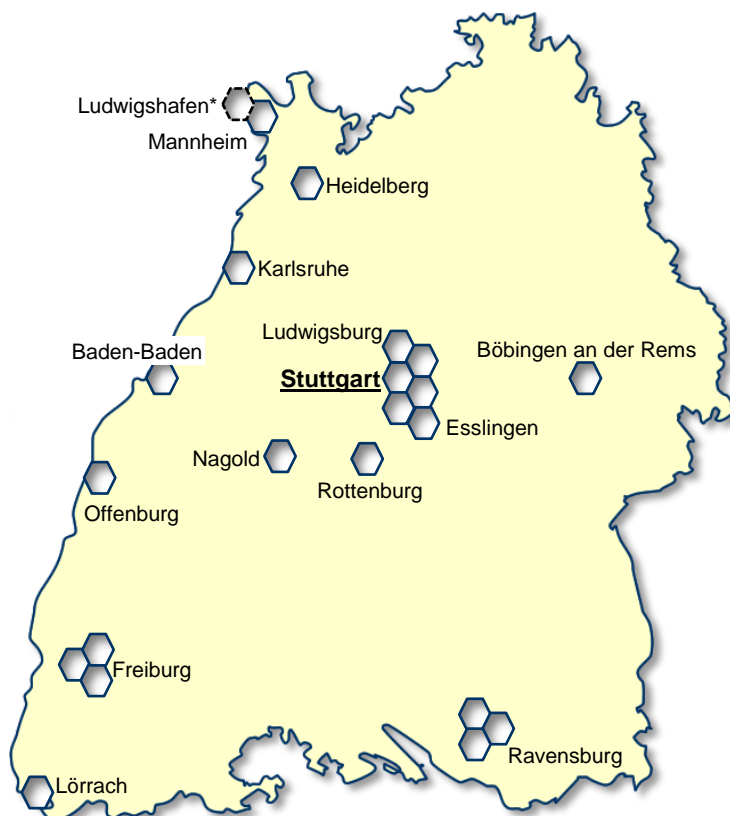 Ludwigshafen*
Mannheim
Heidelberg
Karlsruhe
Ludwigsburg
Baden-Baden
Böbingen an der Rems
Stuttgart
Esslingen
Nagold
Rottenburg
Offenburg
Freiburg
Ravensburg
Lörrach